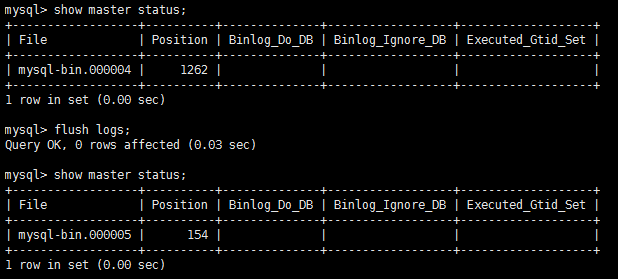 mysql> show master status;
+------------------+----------+--------------+------------------+-------------------+
| File             | Position | Binlog_Do_DB | Binlog_Ignore_DB | Executed_Gtid_Set |
+------------------+----------+--------------+------------------+-------------------+
| mysql-bin.000004 |     1262 |              |                  |                   |
+------------------+----------+--------------+------------------+-------------------+
1 row in set (0.00 sec)

mysql> flush logs;
Query OK, 0 rows affected (0.03 sec)

mysql> show master status;
+------------------+----------+--------------+------------------+-------------------+
| File             | Position | Binlog_Do_DB | Binlog_Ignore_DB | Executed_Gtid_Set |
+------------------+----------+--------------+------------------+-------------------+
| mysql-bin.000005 |      154 |              |                  |                   |
+------------------+----------+--------------+------------------+-------------------+
1 row in set (0.00 sec)